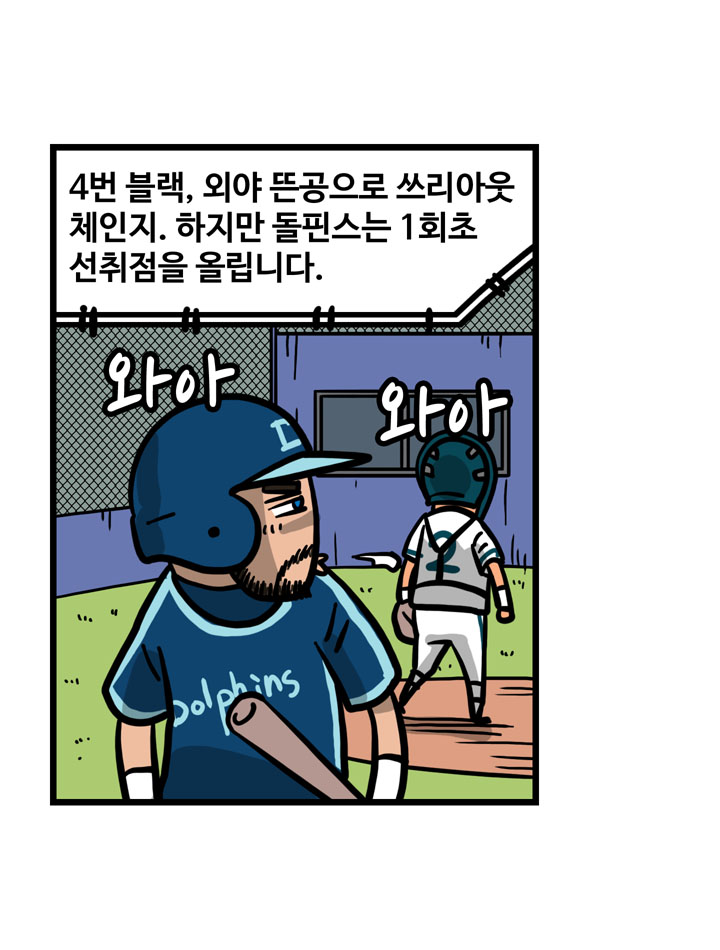 4번 블랙, 외야 뜬공으로 쓰리아웃
체인지. 하지만 돌핀스는 1회초
선취점을 올립니다.
와아
와아
D
2
Dolphins